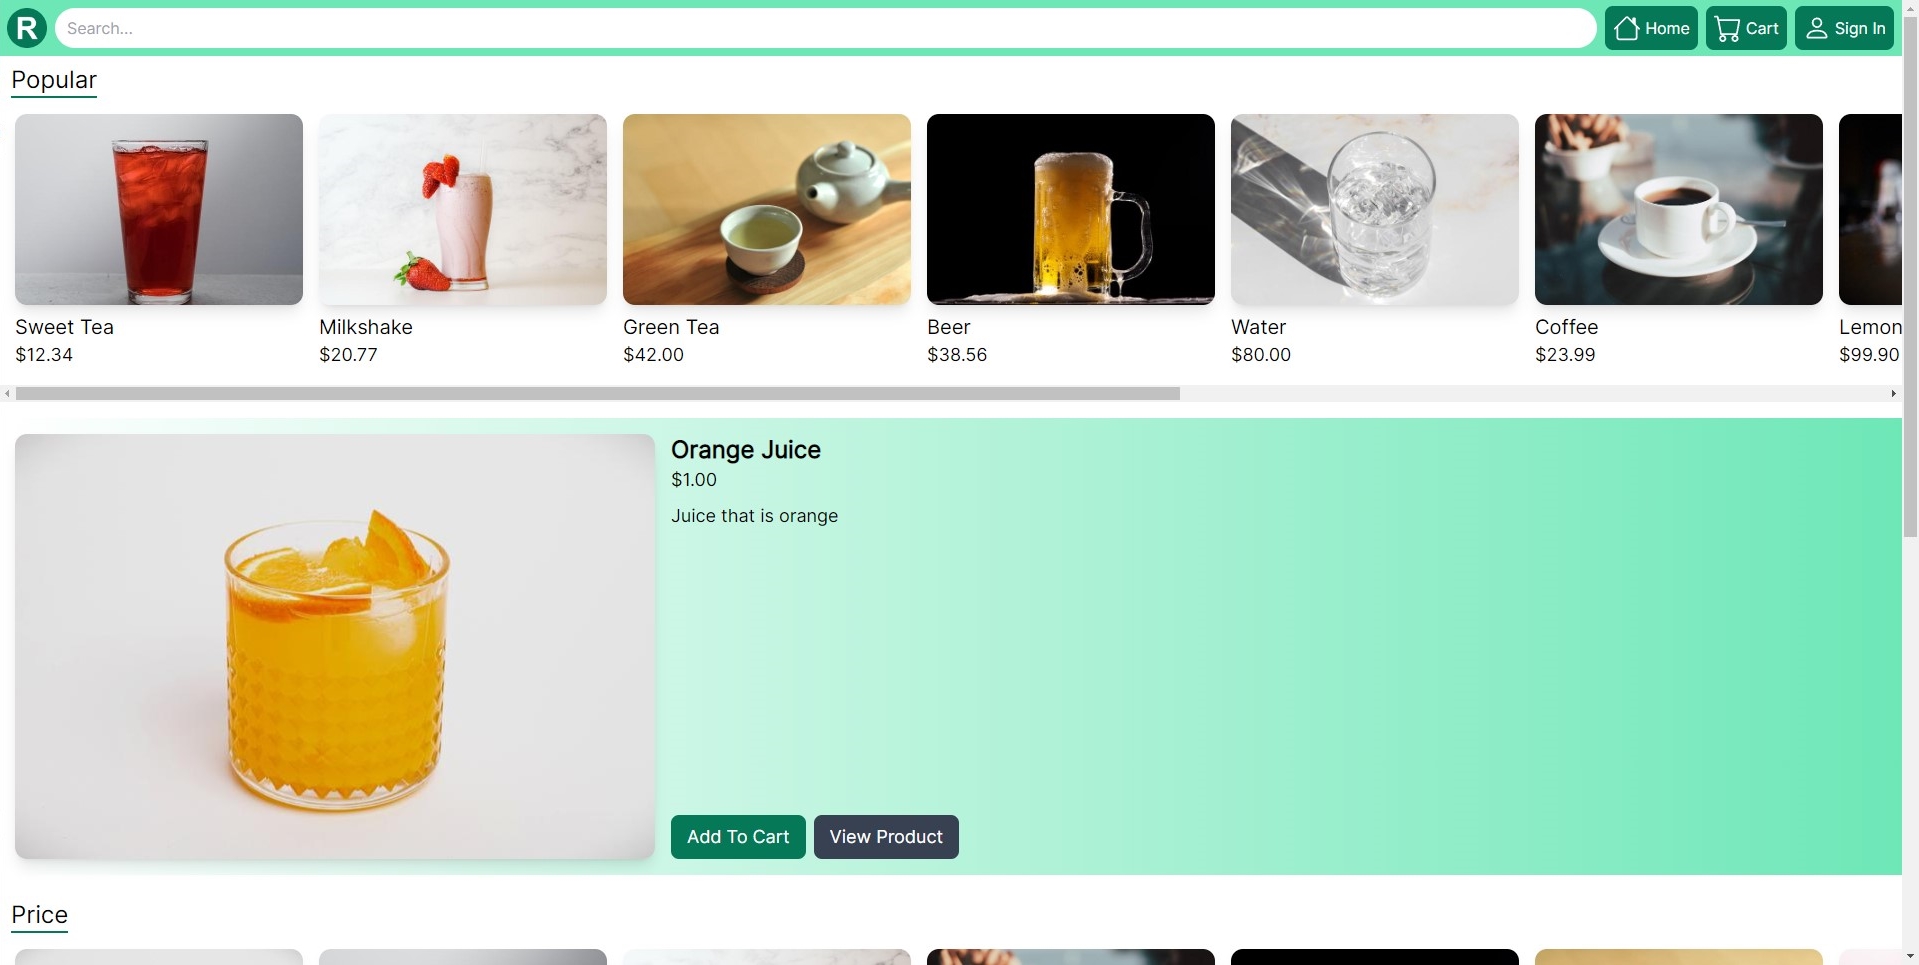 R
Search...
Home
Cart
Sign In
Popular
Sweet Tea
$12.34
Milkshake
$20.77
Green Tea
$42.00
Beer
$38.56
Water
$80.00
Coffee
$23.99
Lemon
$99.90
Orange Juice
$1.00
Juice that is orange
Add To Cart
View Product
Price